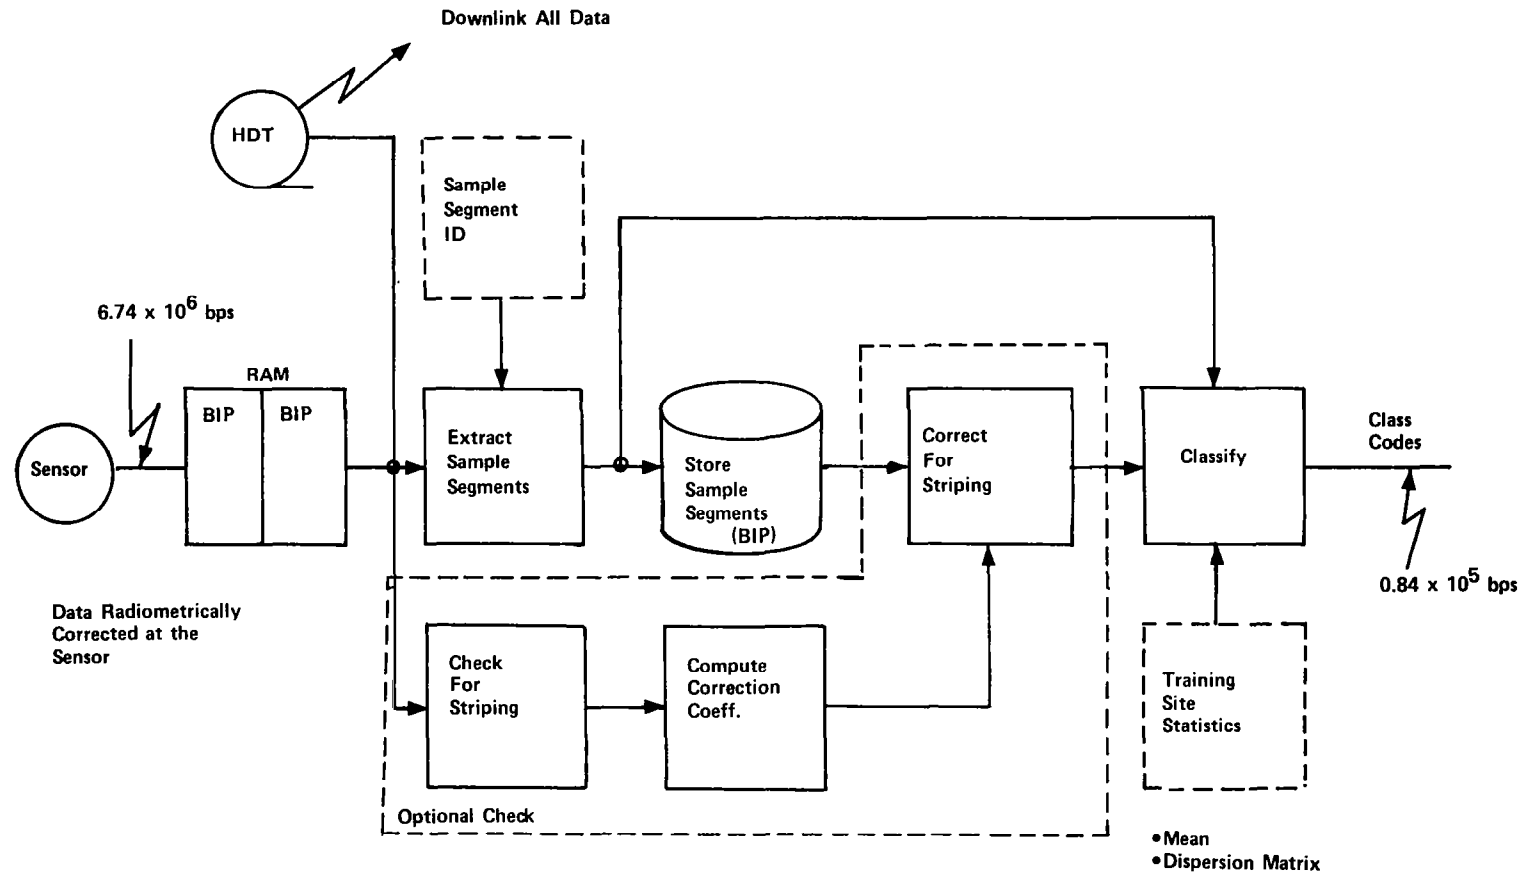 Downlink All Data
HDT
Sample
Segment
ID
6.74 x 10^6 bps
RAM
BIP
BIP
Sensor
Extract
Sample
Segments
Store
Sample
Segments
(BIP)
Correct
For
Striping
Classify
Class
Codes
0.84 x 10^5 bps
Data Radiometrically
Corrected at the
Sensor
Check
For
Striping
Compute
Correction
Coeff.
Training
Site
Statistics
Optional Check
•Mean
•Dispersion Matrix